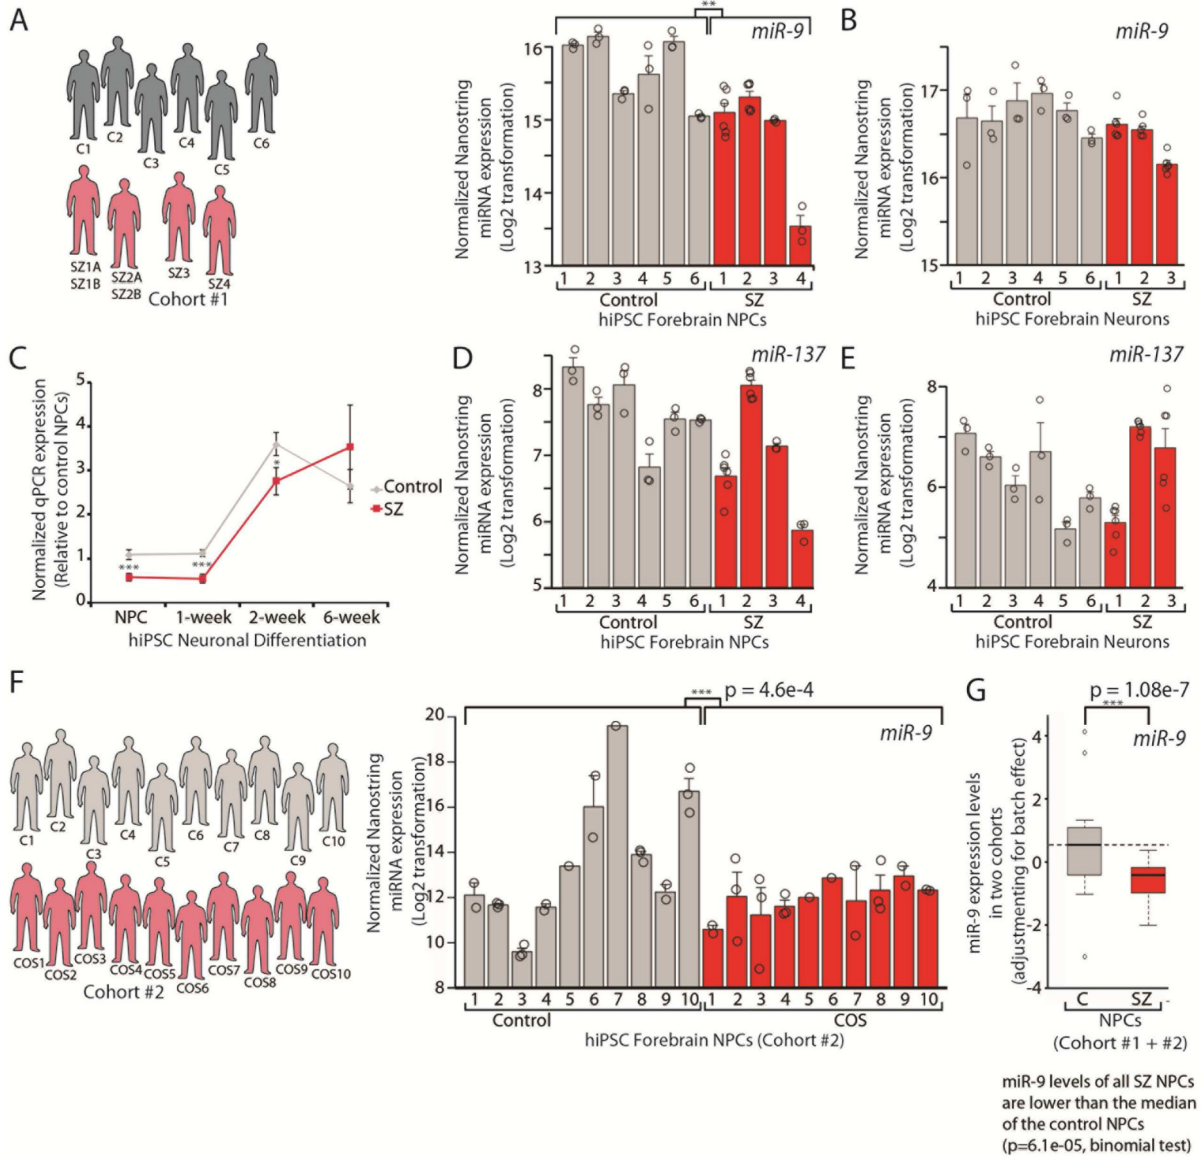 A
C1
C2
C3
C4
C5
C6
SZ1A
SZ1B
SZ2A
SZ2B
SZ3
SZ4
Cohort #1
**
miR-9
Normalized Nanostring
miRNA expression
(Log2 transformation)
16
15
14
13
1 2 3 4 5 6 1 2 3 4
Control SZ
hiPSC Forebrain NPCs
B
miR-9
Normalized Nanostring
miRNA expression
(Log2 transformation)
17
16
15
1 2 3 4 5 6 1 2 3
Control SZ
hiPSC Forebrain Neurons
C
Normalized qPCR expression
(Relative to control NPCs)
5
4
3
2
1
0
***
***
*
Control
SZ
NPC 1-week 2-week 6-week
hiPSC Neuronal Differentiation
D
miR-137
Normalized Nanostring
miRNA expression
(Log2 transformation)
8
7
6
5
1 2 3 4 5 6 1 2 3 4
Control SZ
hiPSC Forebrain NPCs
E
miR-137
Normalized Nanostring
miRNA expression
(Log2 transformation)
8
6
4
1 2 3 4 5 6 1 2 3
Control SZ
hiPSC Forebrain Neurons
F
C1
C2
C3
C4
C5
C6
C7
C8
C9
C10
COS1
COS2
COS3
COS4
COS5
COS6
COS7
COS8
COS9
COS10
Cohort #2
*** p = 4.6e-4
miR-9
Normalized Nanostring
miRNA expression
(Log2 transformation)
20
18
16
14
12
10
8
1 2 3 4 5 6 7 8 9 10 1 2 3 4 5 6 7 8 9 10
Control COS
hiPSC Forebrain NPCs (Cohort #2)
G
p = 1.08e-7
***
miR-9
miR-9 expression levels
in two cohorts
(adjustmenting for batch effect)
4
2
0
-2
-4
C SZ
NPCs
(Cohort #1 + #2)
miR-9 levels of all SZ NPCs
are lower than the median
of the control NPCs
(p=6.1e-05, binomial test)